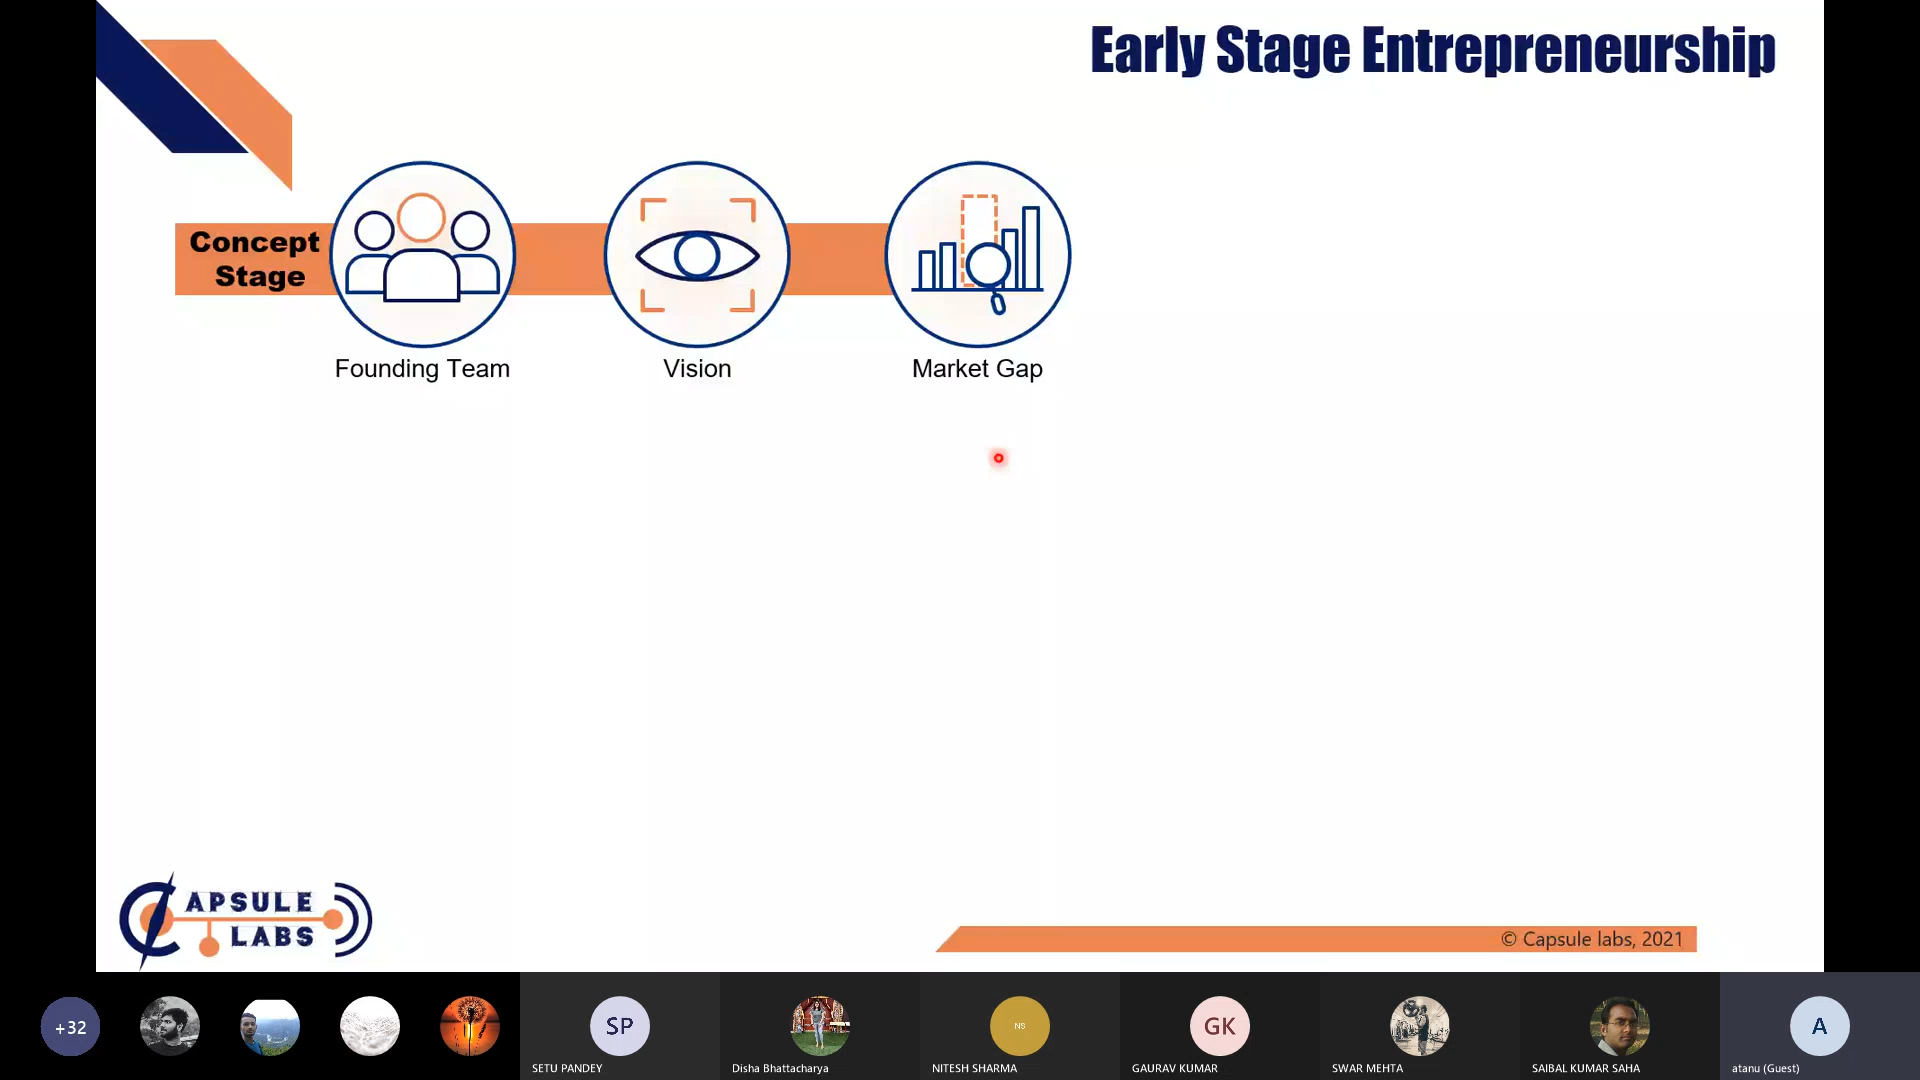 Early Stage Entrepreneurship
Concept
Stage
Founding Team
Vision
Market Gap
CAPSULE
LABS
© Capsule labs, 2021
+32
SP
NS
GK
A
SETU PANDEY
Disha Bhattacharya
NITESH SHARMA
GAURAV KUMAR
SWAR MEHTA
SAIBAL KUMAR SAHA
atanu (Guest)